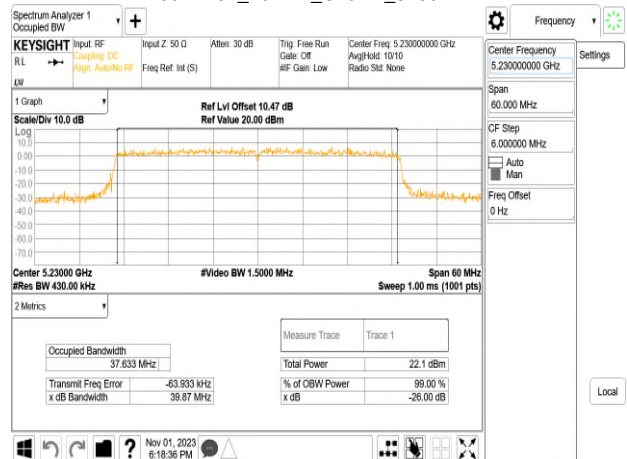 Spectrum Analyzer 1
Occupied BW
+
Frequency
KEYSIGHT
RL
Input: RF
Coupling: DC
Align: Auto/No RF
Input Z: 50 Ω
Freq Ref: Int (S)
Atten: 30 dB
Trig: Free Run
Gate: Off
#IF Gain: Low
Center Freq: 5.230000000 GHz
Avg|Hold: 10/10
Radio Std: None
Center Frequency
5.230000000 GHz
Settings
Span
60.000 MHz
CF Step
6.000000 MHz
Auto
Man
Freq Offset
0 Hz
Local
1 Graph
Scale/Div 10.0 dB
Ref Lvl Offset 10.47 dB
Ref Value 20.00 dBm
Log
10.0
0.00
-10.0
-20.0
-30.0
-40.0
-50.0
-60.0
-70.0
Center 5.23000 GHz
#Video BW 1.5000 MHz
Span 60 MHz
#Res BW 430.00 kHz
Sweep 1.00 ms (1001 pts)
2 Metrics
Measure Trace Trace 1
Occupied Bandwidth
37.633 MHz
Total Power 22.1 dBm
Transmit Freq Error -63.933 kHz
% of OBW Power 99.00 %
x dB Bandwidth 39.87 MHz
x dB -26.00 dB
?
Nov 01, 2023
6:18:36 PM